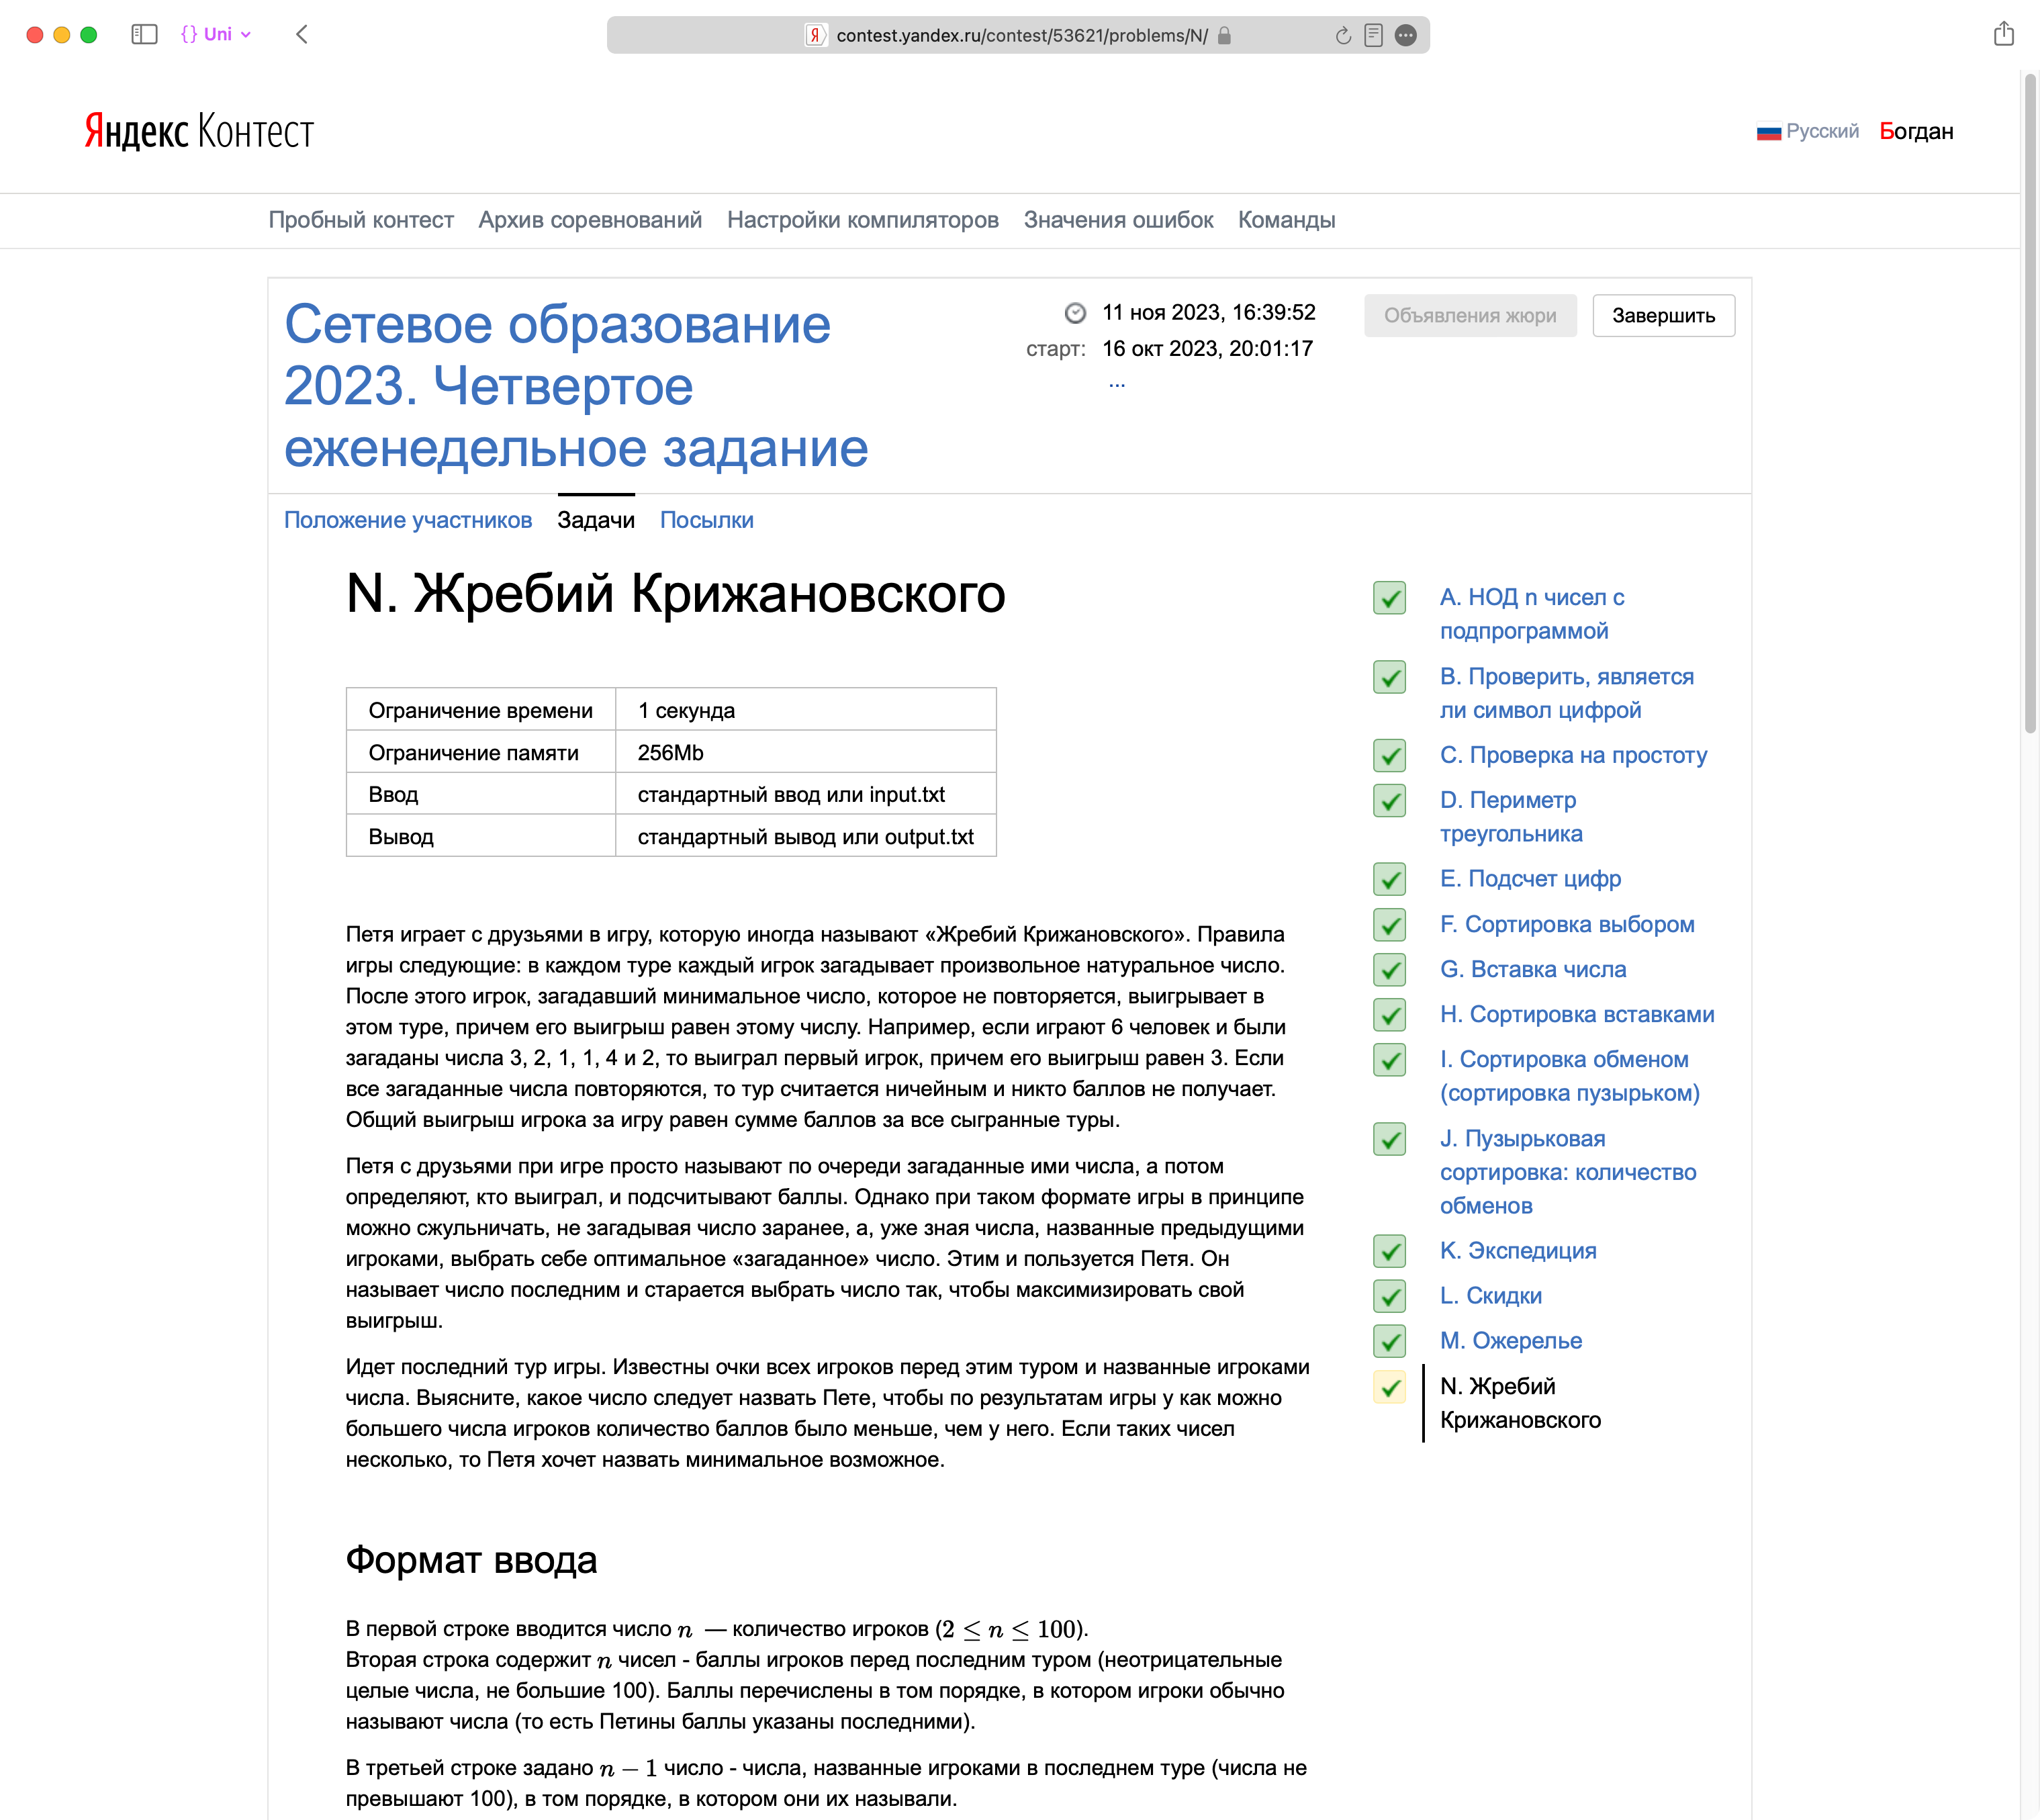 {} Uni
contest.yandex.ru/contest/53621/problems/N/
Яндекс Контест
Русский
Богдан
Пробный контест Архив соревнований Настройки компиляторов Значения ошибок Команды
Сетевое образование
2023. Четвертое
еженедельное задание
11 ноя 2023, 16:39:52
старт: 16 окт 2023, 20:01:17
...
Объявления жюри
Завершить
Положение участников Задачи Посылки
N. Жребий Крижановского
Ограничение времени 1 секунда
Ограничение памяти 256Mb
Ввод стандартный ввод или input.txt
Вывод стандартный вывод или output.txt
Петя играет с друзьями в игру, которую иногда называют «Жребий Крижановского». Правила
игры следующие: в каждом туре каждый игрок загадывает произвольное натуральное число.
После этого игрок, загадавший минимальное число, которое не повторяется, выигрывает в
этом туре, причем его выигрыш равен этому числу. Например, если играют 6 человек и были
загаданы числа 3, 2, 1, 1, 4 и 2, то выиграл первый игрок, причем его выигрыш равен 3. Если
все загаданные числа повторяются, то тур считается ничейным и никто баллов не получает.
Общий выигрыш игрока за игру равен сумме баллов за все сыгранные туры.
Петя с друзьями при игре просто называют по очереди загаданные ими числа, а потом
определяют, кто выиграл, и подсчитывают баллы. Однако при таком формате игры в принципе
можно сжульничать, не загадывая число заранее, а, уже зная числа, названные предыдущими
игроками, выбрать себе оптимальное «загаданное» число. Этим и пользуется Петя. Он
называет число последним и старается выбрать число так, чтобы максимизировать свой
выигрыш.
Идет последний тур игры. Известны очки всех игроков перед этим туром и названные игроками
числа. Выясните, какое число следует назвать Пете, чтобы по результатам игры у как можно
большего числа игроков количество баллов было меньше, чем у него. Если таких чисел
несколько, то Петя хочет назвать минимальное возможное.
Формат ввода
В первой строке вводится число n — количество игроков (2 ≤ n ≤ 100).
Вторая строка содержит n чисел - баллы игроков перед последним туром (неотрицательные
целые числа, не большие 100). Баллы перечислены в том порядке, в котором игроки обычно
называют числа (то есть Петины баллы указаны последними).
В третьей строке задано n − 1 число - числа, названные игроками в последнем туре (числа не
превышают 100), в том порядке, в котором они их называли.
A. НОД n чисел с
подпрограммой
B. Проверить, является
ли символ цифрой
C. Проверка на простоту
D. Периметр
треугольника
E. Подсчет цифр
F. Сортировка выбором
G. Вставка числа
H. Сортировка вставками
I. Сортировка обменом
(сортировка пузырьком)
J. Пузырьковая
сортировка: количество
обменов
K. Экспедиция
L. Скидки
M. Ожерелье
N. Жребий
Крижановского